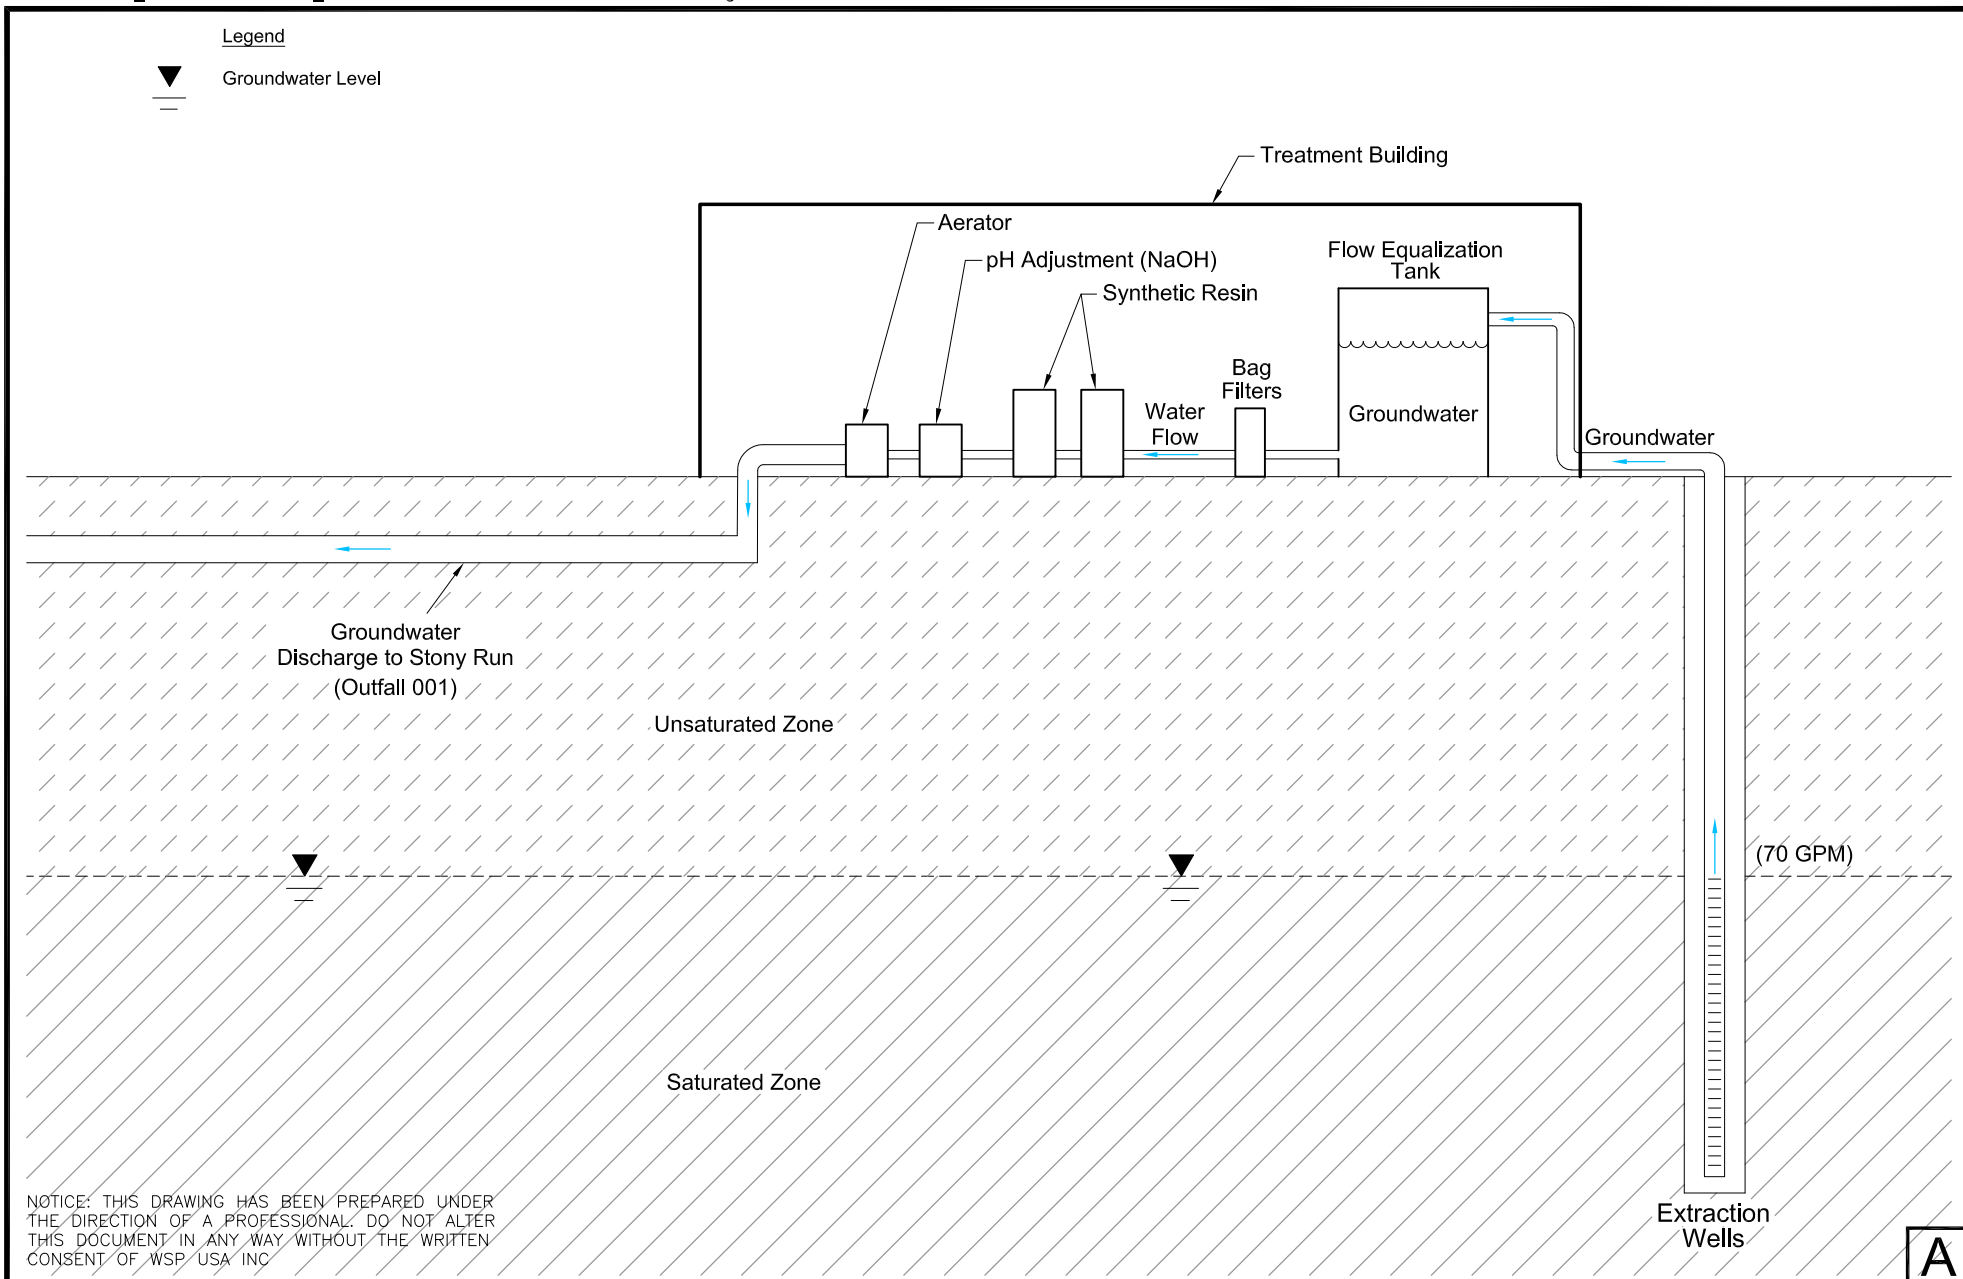 Legend
Groundwater Level
Treatment Building
Aerator
pH Adjustment (NaOH)
Synthetic Resin
Flow Equalization
Tank
Bag
Filters
Water
Flow
Groundwater
Groundwater
Groundwater
Discharge to Stony Run
(Outfall 001)
Unsaturated Zone
(70 GPM)
Saturated Zone
Extraction
Wells
NOTICE: THIS DRAWING HAS BEEN PREPARED UNDER
THE DIRECTION OF A PROFESSIONAL. DO NOT ALTER
THIS DOCUMENT IN ANY WAY WITHOUT THE WRITTEN
CONSENT OF WSP USA INC
A